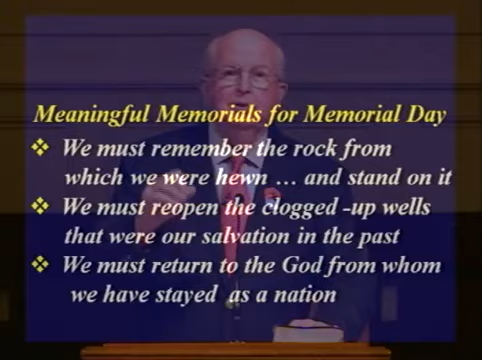 Meaningful Memorials for Memorial Day
❖ We must remember the rock from
which we were hewn ... and stand on it
❖ We must reopen the clogged -up wells
that were our salvation in the past
❖ We must return to the God from whom
we have stayed as a nation